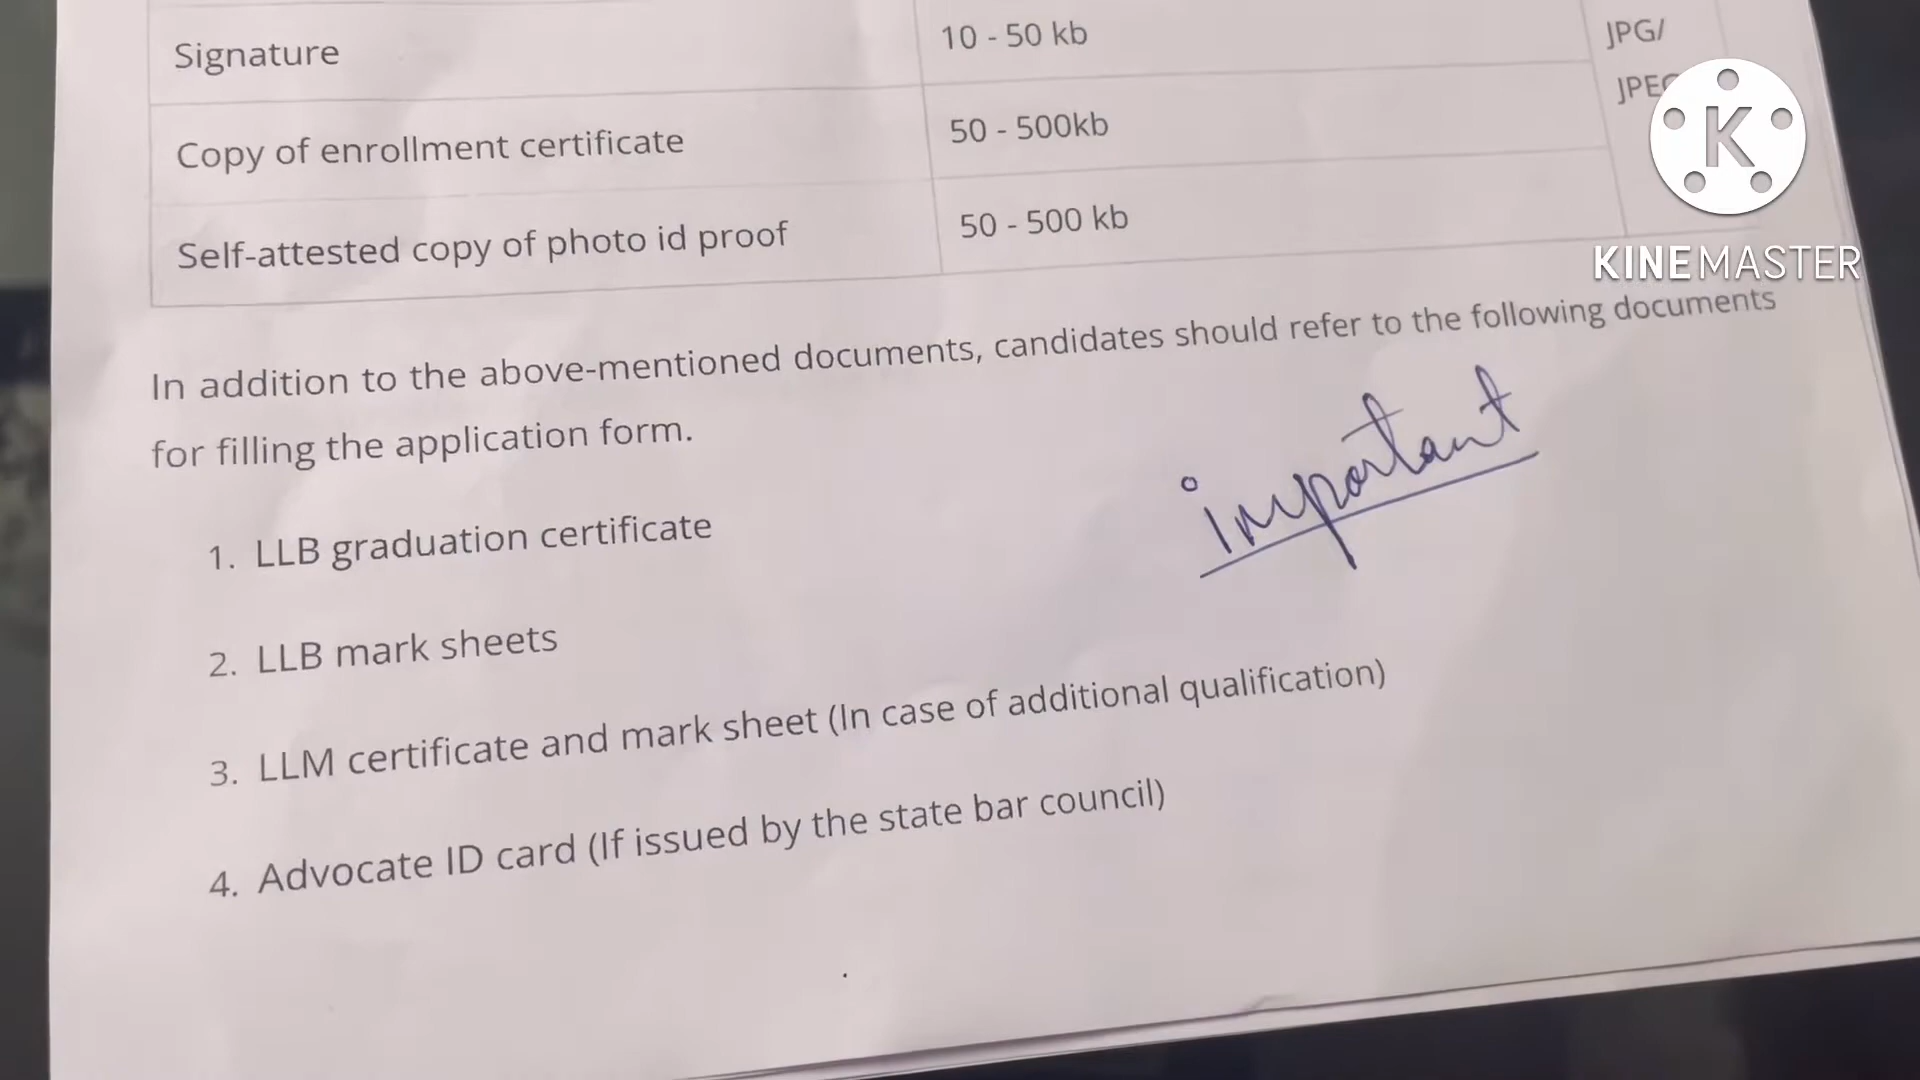 Signature 10 - 50 kb JPG/
Copy of enrollment certificate 50 - 500kb
Self-attested copy of photo id proof 50 - 500 kb
K
KINEMASTER
In addition to the above-mentioned documents, candidates should refer to the following documents
for filling the application form.
important
1. LLB graduation certificate
2. LLB mark sheets
3. LLM certificate and mark sheet (In case of additional qualification)
4. Advocate ID card (If issued by the state bar council)